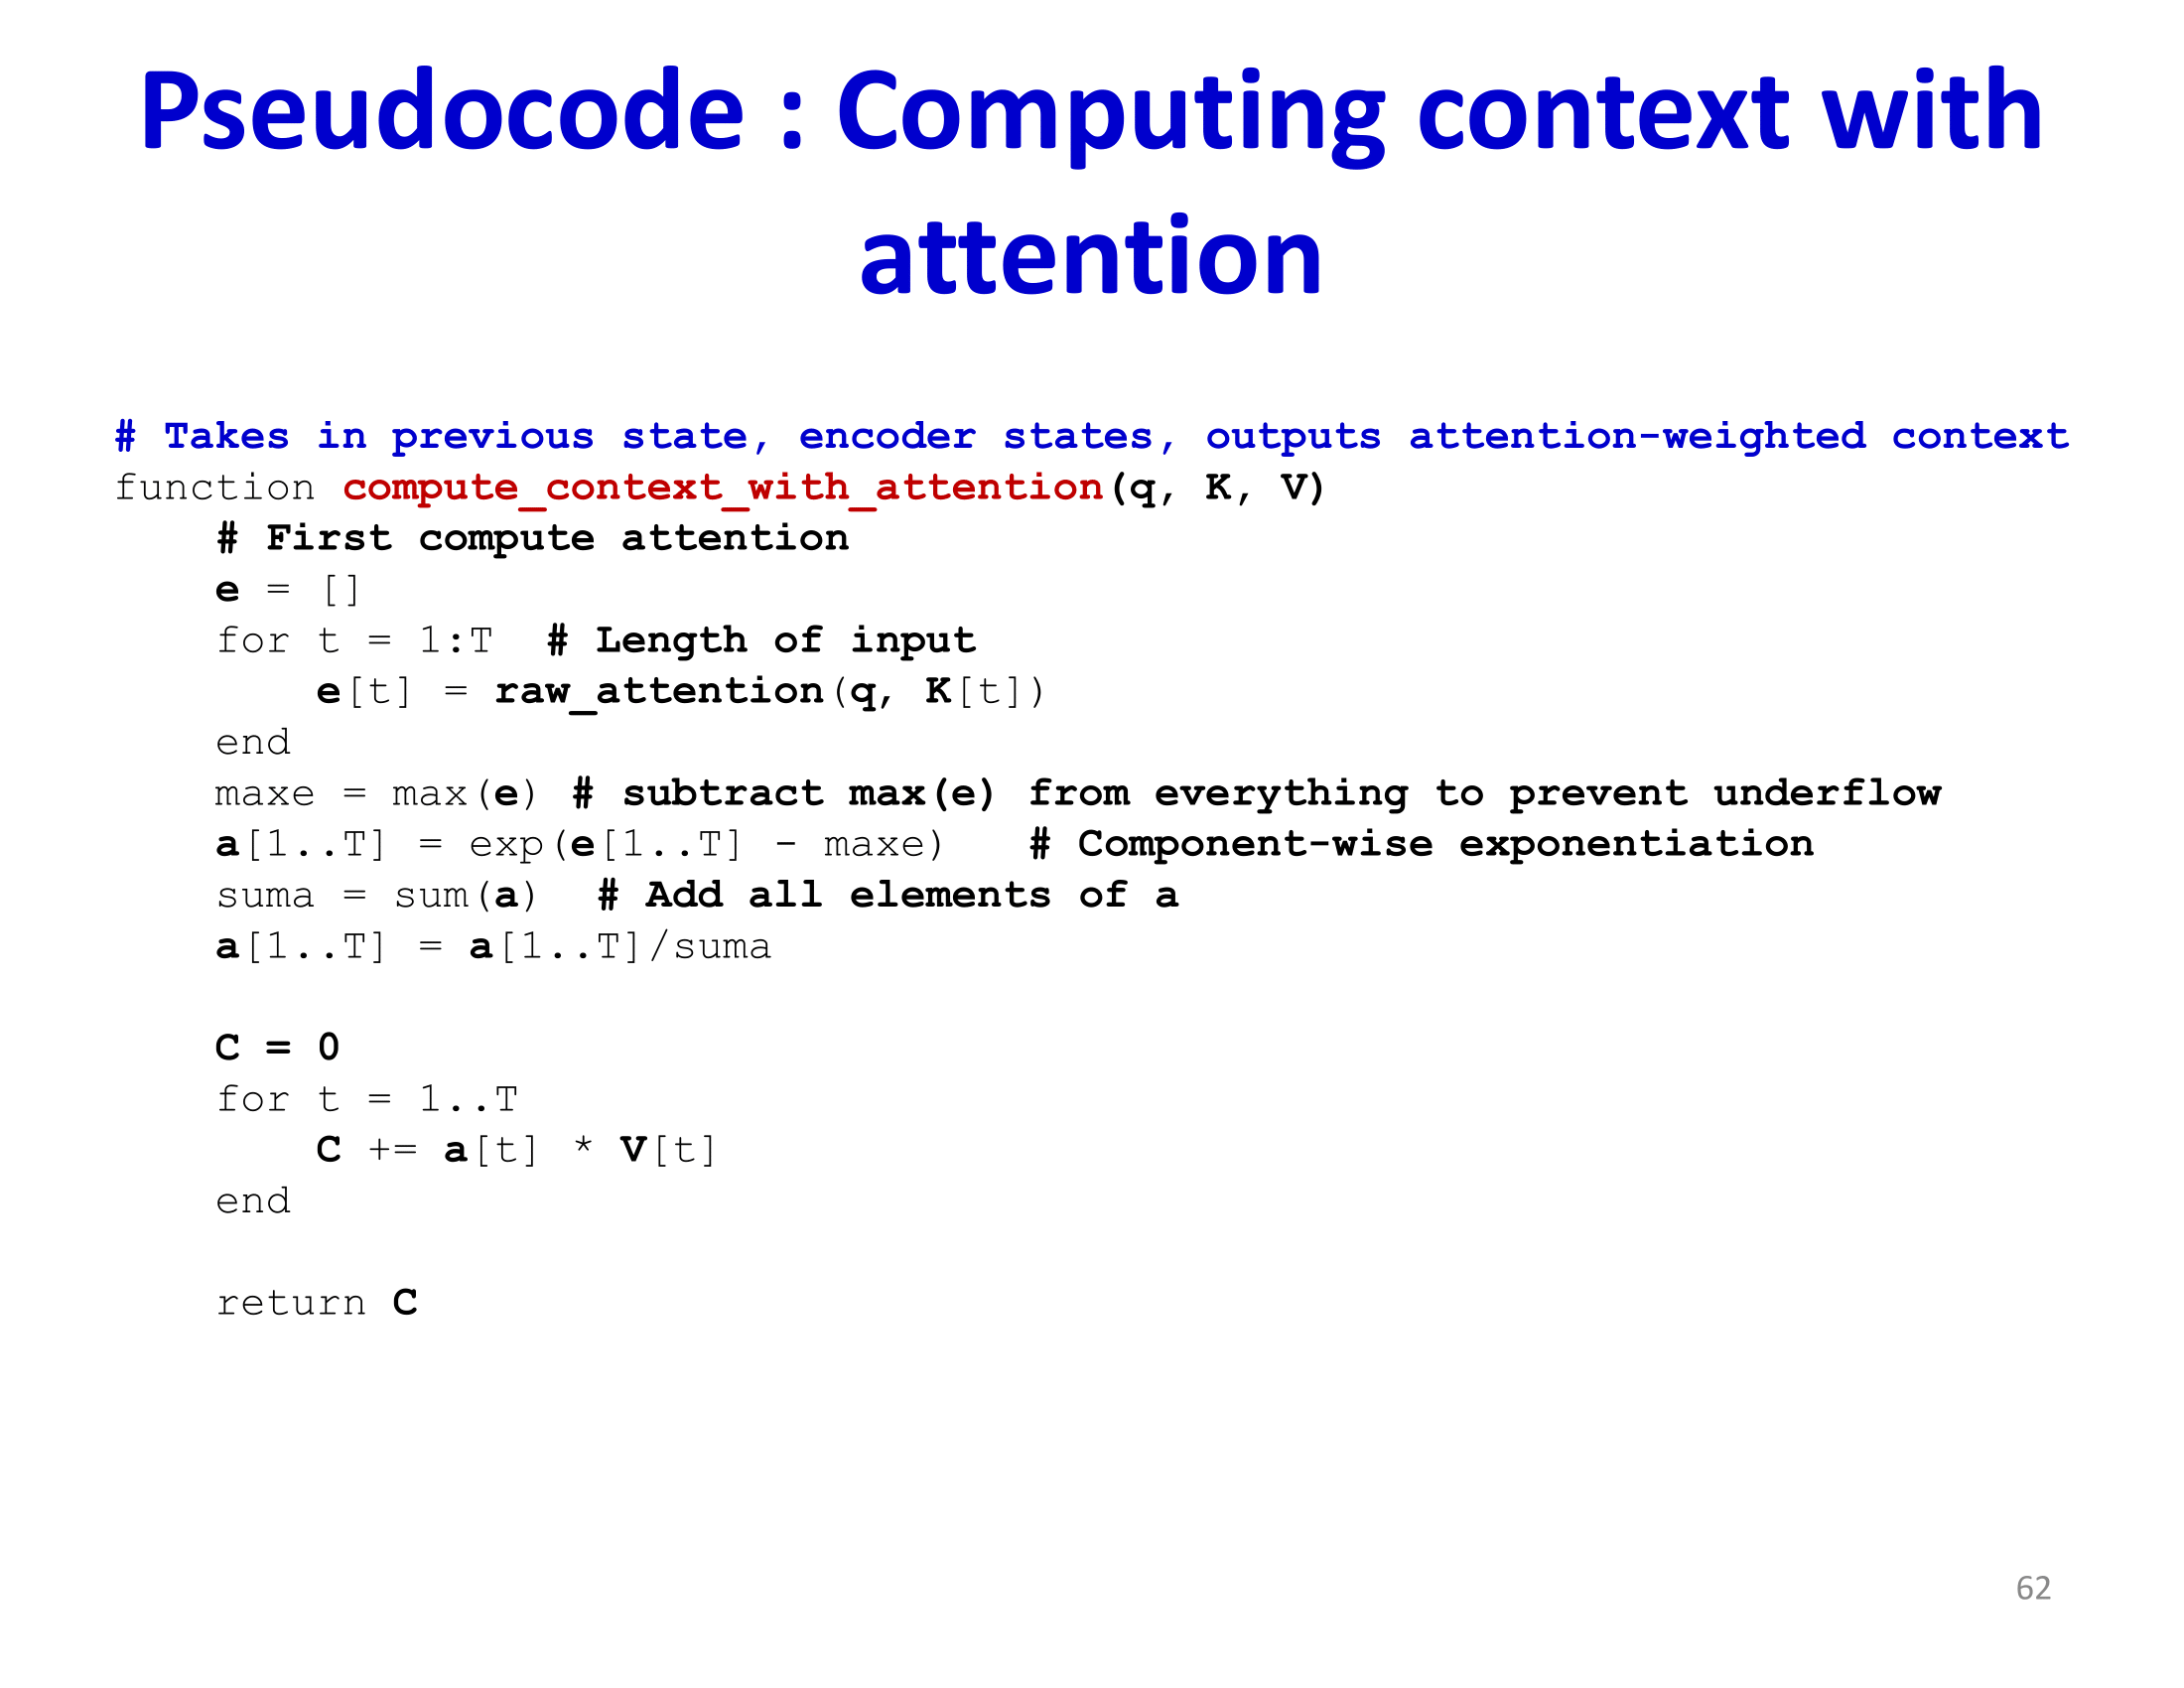 Pseudocode : Computing context with
attention
# Takes in previous state, encoder states, outputs attention-weighted context
function compute_context_with_attention(q, K, V)
# First compute attention
e = []
for t = 1:T # Length of input
e[t] = raw_attention(q, K[t])
end
maxe = max(e) # subtract max(e) from everything to prevent underflow
a[1..T] = exp(e[1..T] - maxe) # Component-wise exponentiation
suma = sum(a) # Add all elements of a
a[1..T] = a[1..T]/suma
C = 0
for t = 1..T
C += a[t] * V[t]
end
return C
62